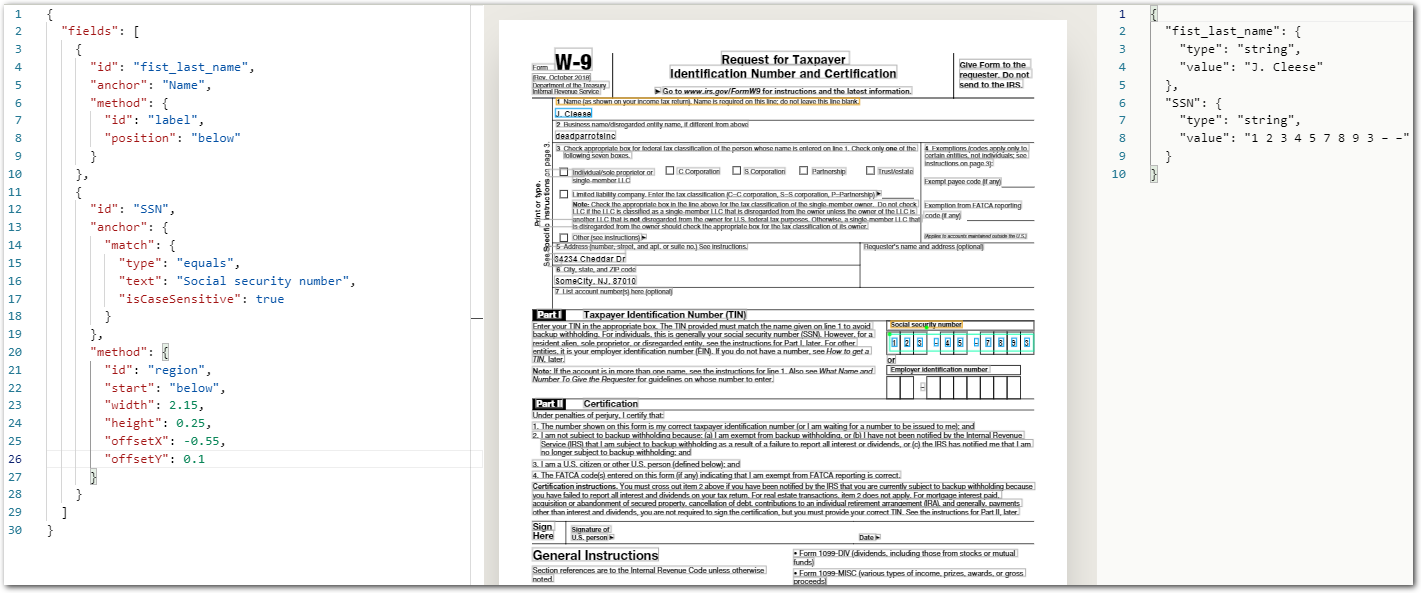 1 {
2 "fields": [
3 {
4 "id": "fist_last_name",
5 "anchor": "Name",
6 "method": {
7 "id": "label",
8 "position": "below"
9 }
10 },
11 {
12 "id": "SSN",
13 "anchor": {
14 "match": {
15 "type": "equals",
16 "text": "Social security number",
17 "isCaseSensitive": true
18 }
19 },
20 "method": {
21 "id": "region",
22 "start": "below",
23 "width": 2.15,
24 "height": 0.25,
25 "offsetX": -0.55,
26 "offsetY": 0.1
27 }
28 }
29 ]
30 }
Form W-9
(Rev. October 2018)
Department of the Treasury
Internal Revenue Service
Request for Taxpayer
Identification Number and Certification
▶ Go to www.irs.gov/FormW9 for instructions and the latest information.
Give Form to the
requester. Do not
send to the IRS.
Print or type.
See Specific Instructions on page 3.
1 Name (as shown on your income tax return). Name is required on this line; do not leave this line blank.
J. Cleese
2 Business name/disregarded entity name, if different from above
deadparrotsinc
3 Check appropriate box for federal tax classification of the person whose name is entered on line 1. Check only one of the
following seven boxes.
Individual/sole proprietor or
single-member LLC
C Corporation
S Corporation
Partnership
Trust/estate
Limited liability company. Enter the tax classification (C=C corporation, S=S corporation, P=Partnership) ▶
Note: Check the appropriate box in the line above for the tax classification of the single-member owner. Do not check
LLC if the LLC is classified as a single-member LLC that is disregarded from the owner unless the owner of the LLC is
another LLC that is not disregarded from the owner for U.S. federal tax purposes. Otherwise, a single-member LLC that
is disregarded from the owner should check the appropriate box for the tax classification of its owner.
Other (see instructions) ▶
4 Exemptions (codes apply only to
certain entities, not individuals; see
instructions on page 3):
Exempt payee code (if any)
Exemption from FATCA reporting
code (if any)
(Applies to accounts maintained outside the U.S.)
5 Address (number, street, and apt. or suite no.) See instructions.
84234 Cheddar Dr
Requester's name and address (optional)
6 City, state, and ZIP code
SomeCity, NJ, 87010
7 List account number(s) here (optional)
Part I Taxpayer Identification Number (TIN)
Enter your TIN in the appropriate box. The TIN provided must match the name given on line 1 to avoid
backup withholding. For individuals, this is generally your social security number (SSN). However, for a
resident alien, sole proprietor, or disregarded entity, see the instructions for Part I, later. For other
entities, it is your employer identification number (EIN). If you do not have a number, see How to get a
TIN, later.
Note: If the account is in more than one name, see the instructions for line 1. Also see What Name and
Number To Give the Requester for guidelines on whose number to enter.
Social security number
1 2 3 – 4 5 – 7 8 9 3
or
Employer identification number
–
Part II Certification
Under penalties of perjury, I certify that:
1. The number shown on this form is my correct taxpayer identification number (or I am waiting for a number to be issued to me); and
2. I am not subject to backup withholding because: (a) I am exempt from backup withholding, or (b) I have not been notified by the Internal Revenue
Service (IRS) that I am subject to backup withholding as a result of a failure to report all interest or dividends, or (c) the IRS has notified me that I am
no longer subject to backup withholding; and
3. I am a U.S. citizen or other U.S. person (defined below); and
4. The FATCA code(s) entered on this form (if any) indicating that I am exempt from FATCA reporting is correct.
Certification instructions. You must cross out item 2 above if you have been notified by the IRS that you are currently subject to backup withholding because
you have failed to report all interest and dividends on your tax return. For real estate transactions, item 2 does not apply. For mortgage interest paid,
acquisition or abandonment of secured property, cancellation of debt, contributions to an individual retirement arrangement (IRA), and generally, payments
other than interest and dividends, you are not required to sign the certification, but you must provide your correct TIN. See the instructions for Part II, later.
Sign
Here
Signature of
U.S. person ▶
Date ▶
General Instructions
Section references are to the Internal Revenue Code unless otherwise
noted.
• Form 1099-DIV (dividends, including those from stocks or mutual
funds)
• Form 1099-MISC (various types of income, prizes, awards, or gross
proceeds)
1 {
2 "fist_last_name": {
3 "type": "string",
4 "value": "J. Cleese"
5 },
6 "SSN": {
7 "type": "string",
8 "value": "1 2 3 4 5 7 8 9 3 – –"
9 }
10 }